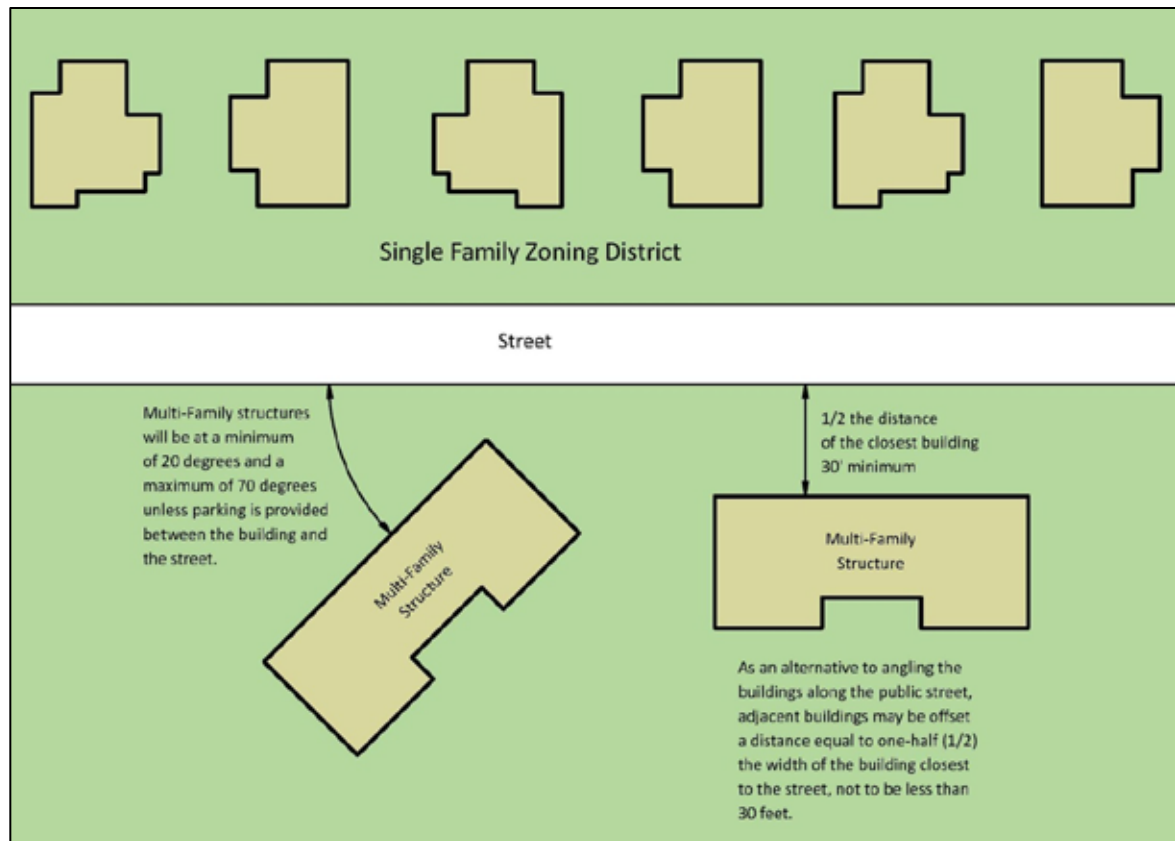 Single Family Zoning District
Street
Multi-Family structures
will be at a minimum
of 20 degrees and a
maximum of 70 degrees
unless parking is provided
between the building and
the street.
1/2 the distance
of the closest building
30' minimum
Multi-Family
Structure
Multi-Family
Structure
As an alternative to angling the
buildings along the public street,
adjacent buildings may be offset
a distance equal to one-half (1/2)
the width of the building closest
to the street, not to be less than
30 feet.